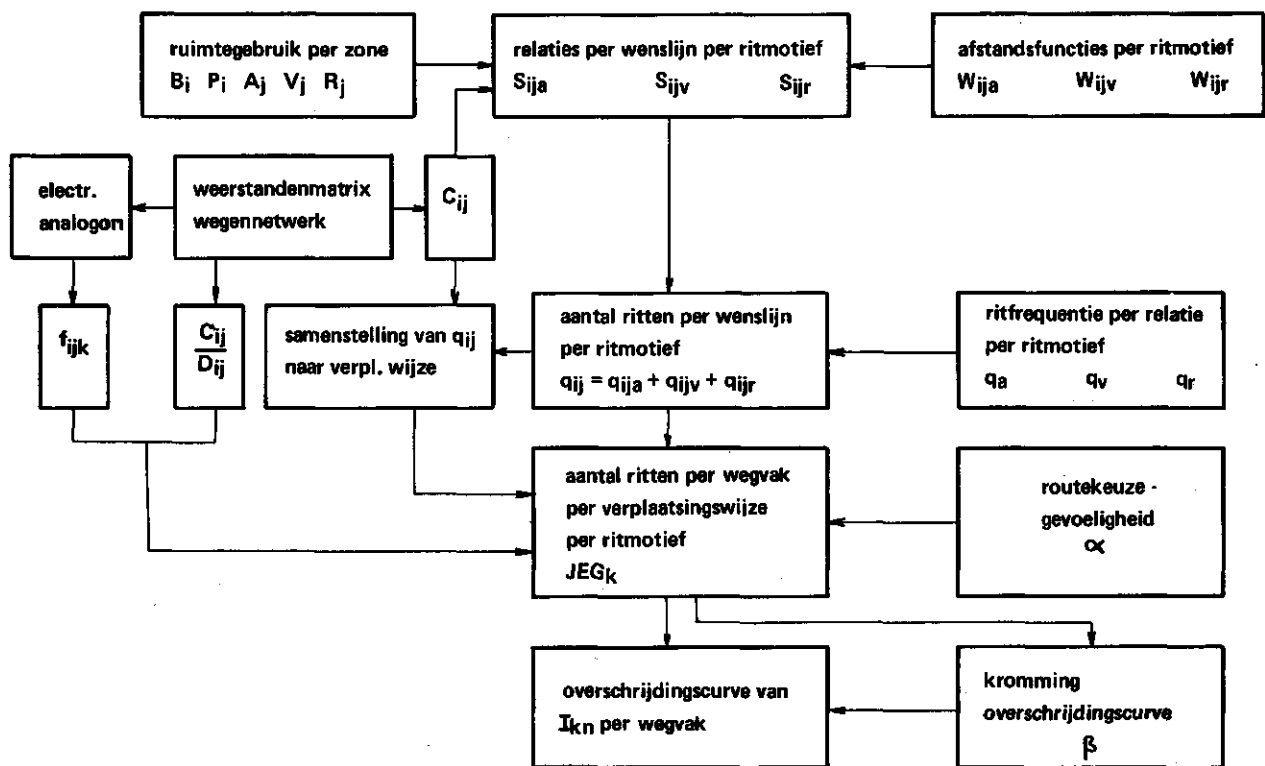 ruimtegebruik per zone
Bi Pi Aj Vj Rj
relaties per wenslijn per ritmotief
Sija Sijv Sijr
afstandsfuncties per ritmotief
Wija Wijv Wijr
electr.
analogon
weerstandenmatrix
wegennetwerk
Cij
fijk
Cij
Dij
samenstelling van qij
naar verpl. wijze
aantal ritten per wenslijn
per ritmotief
qij = qija + qijv + qijr
ritfrequentie per relatie
per ritmotief
qa qv qr
aantal ritten per wegvak
per verplaatsingswijze
per ritmotief
JEGk
routekeuze -
gevoeligheid
α
overschrijdingscurve van
Ikn per wegvak
kromming
overschrijdingscurve
β